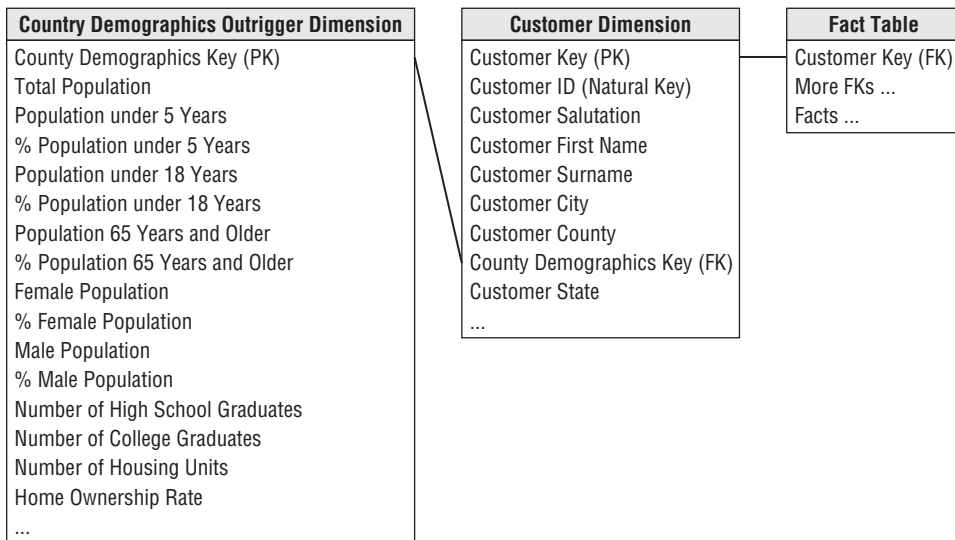 Country Demographics Outrigger Dimension
County Demographics Key (PK)
Total Population
Population under 5 Years
% Population under 5 Years
Population under 18 Years
% Population under 18 Years
Population 65 Years and Older
% Population 65 Years and Older
Female Population
% Female Population
Male Population
% Male Population
Number of High School Graduates
Number of College Graduates
Number of Housing Units
Home Ownership Rate
...
Customer Dimension
Customer Key (PK)
Customer ID (Natural Key)
Customer Salutation
Customer First Name
Customer Surname
Customer City
Customer County
County Demographics Key (FK)
Customer State
...
Fact Table
Customer Key (FK)
More FKs ...
Facts ...